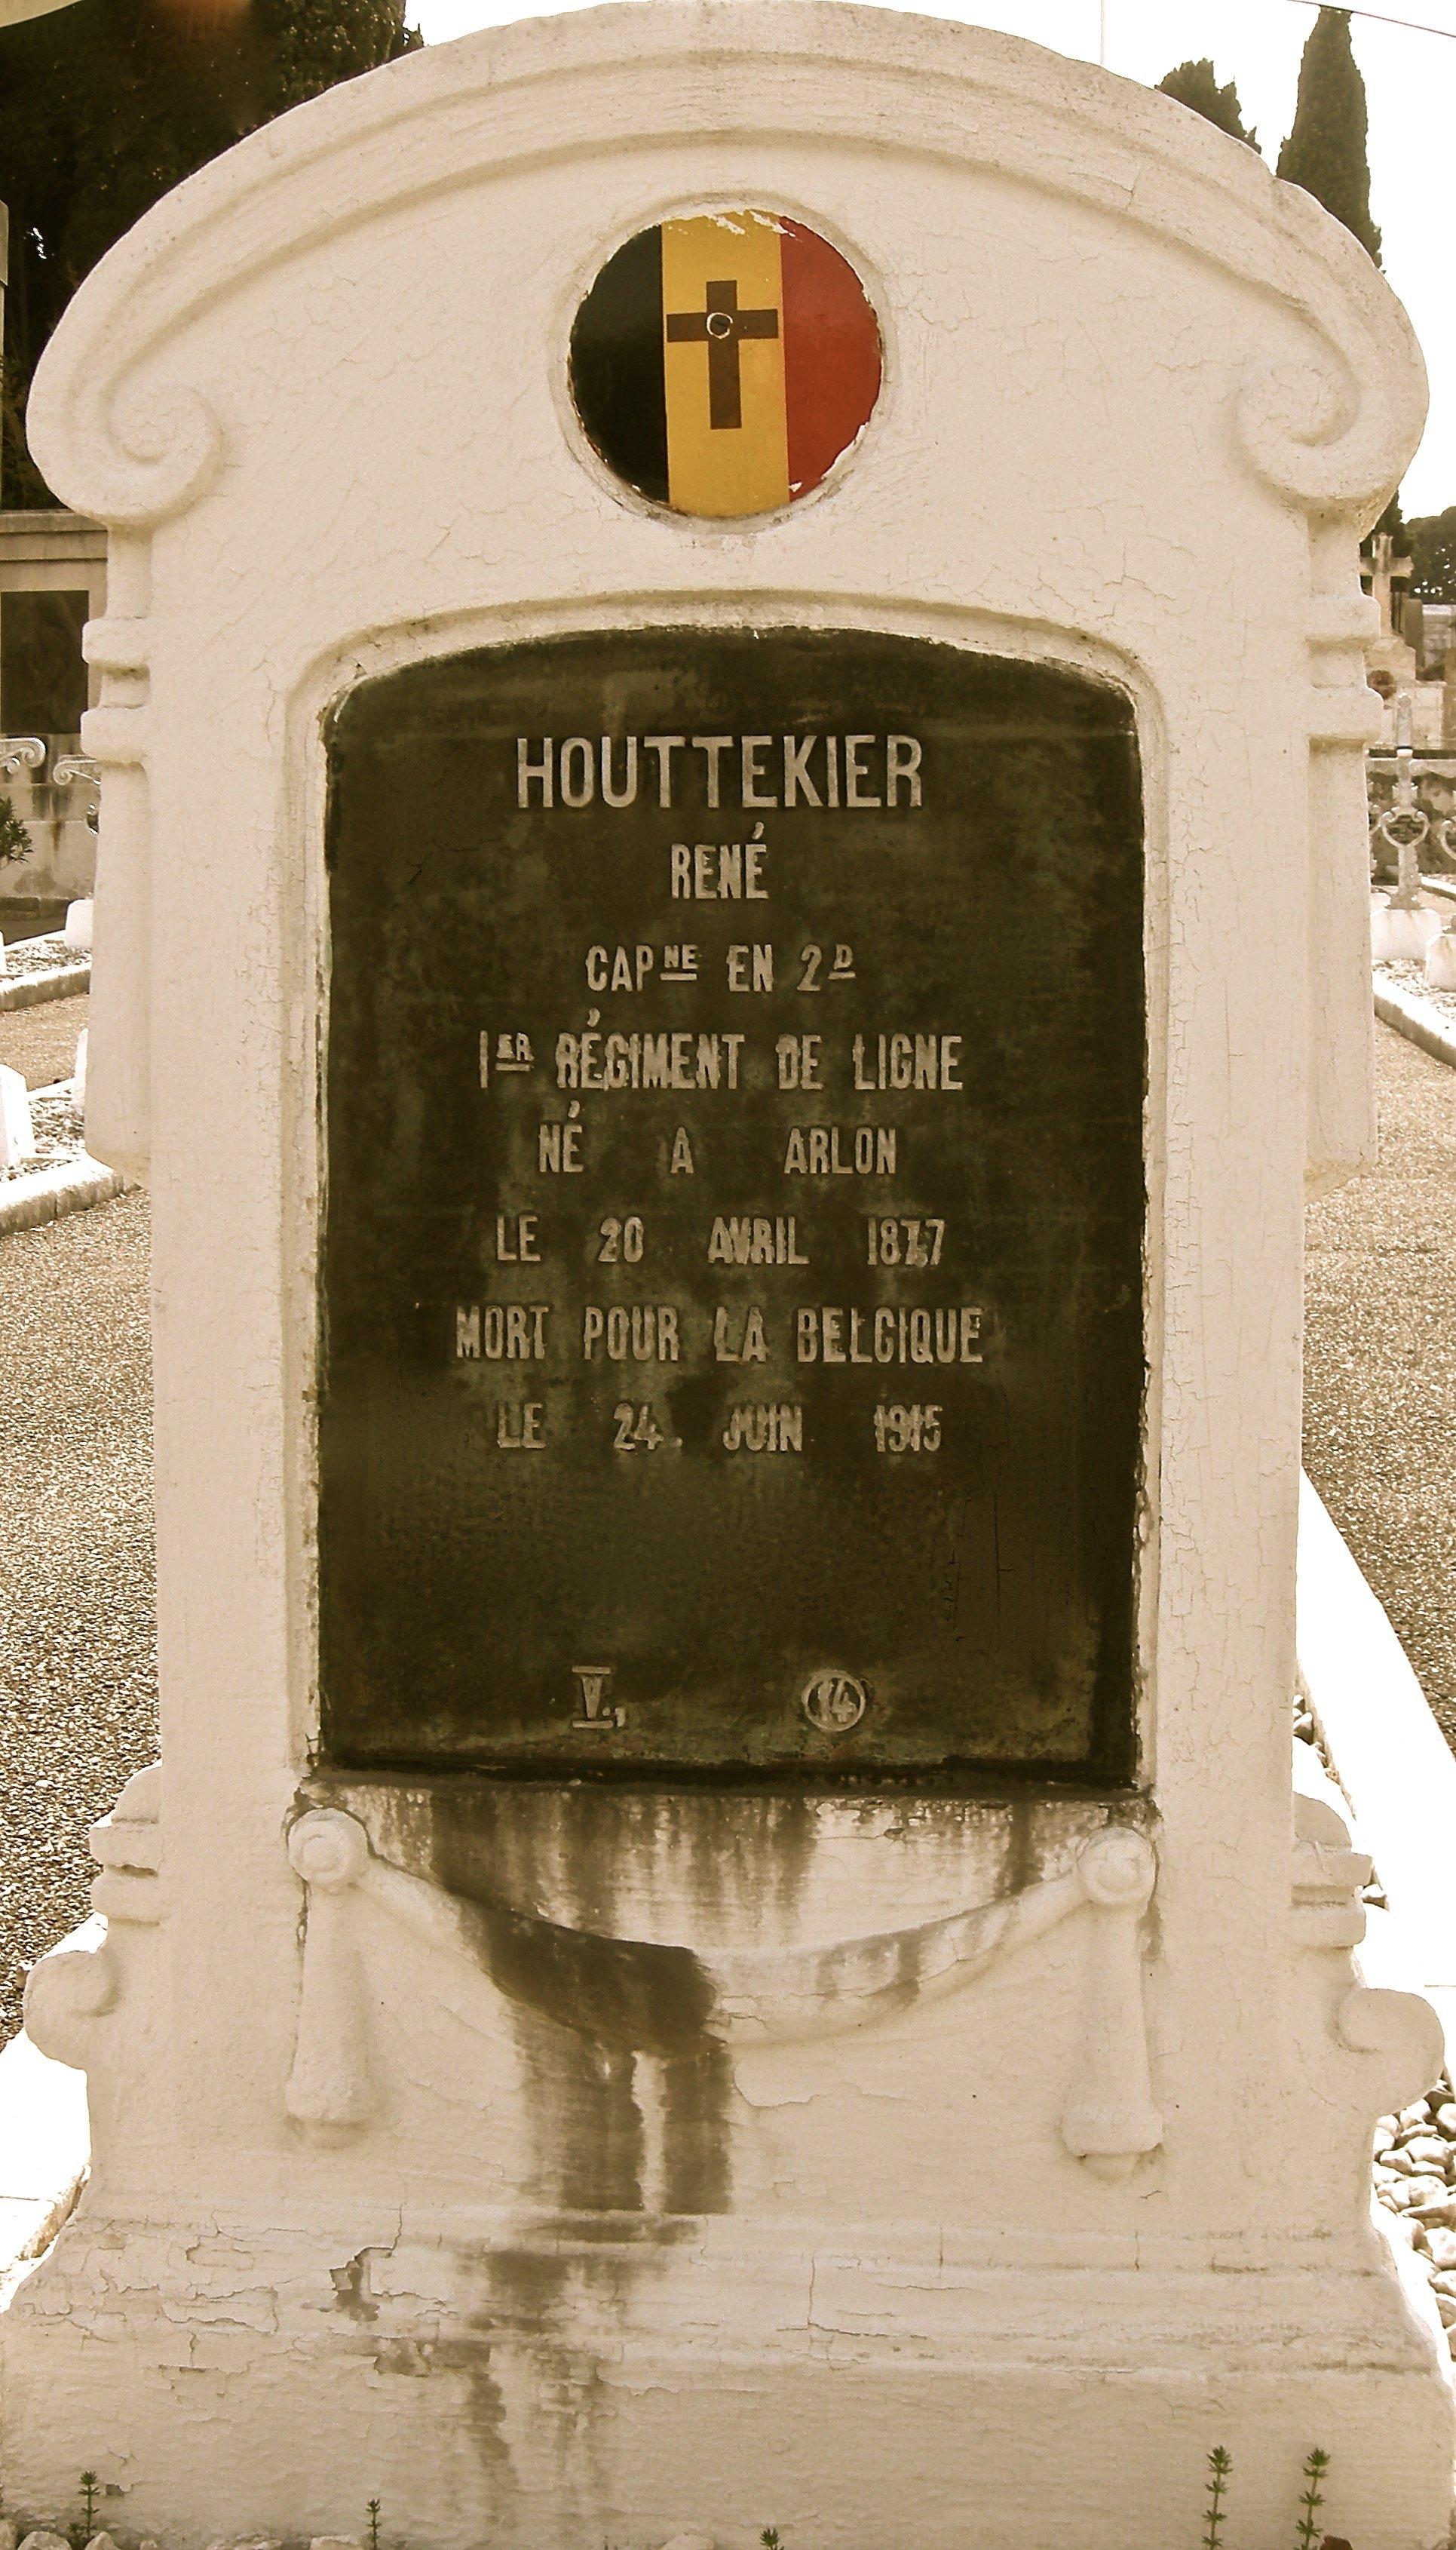 HOUTTEKIER
RENÉ
CAPNE EN 2D
1ER RÉGIMENT DE LIGNE
NÉ A ARLON
LE 20 AVRIL 1877
MORT POUR LA BELGIQUE
LE 24 JUIN 1915
V., 14